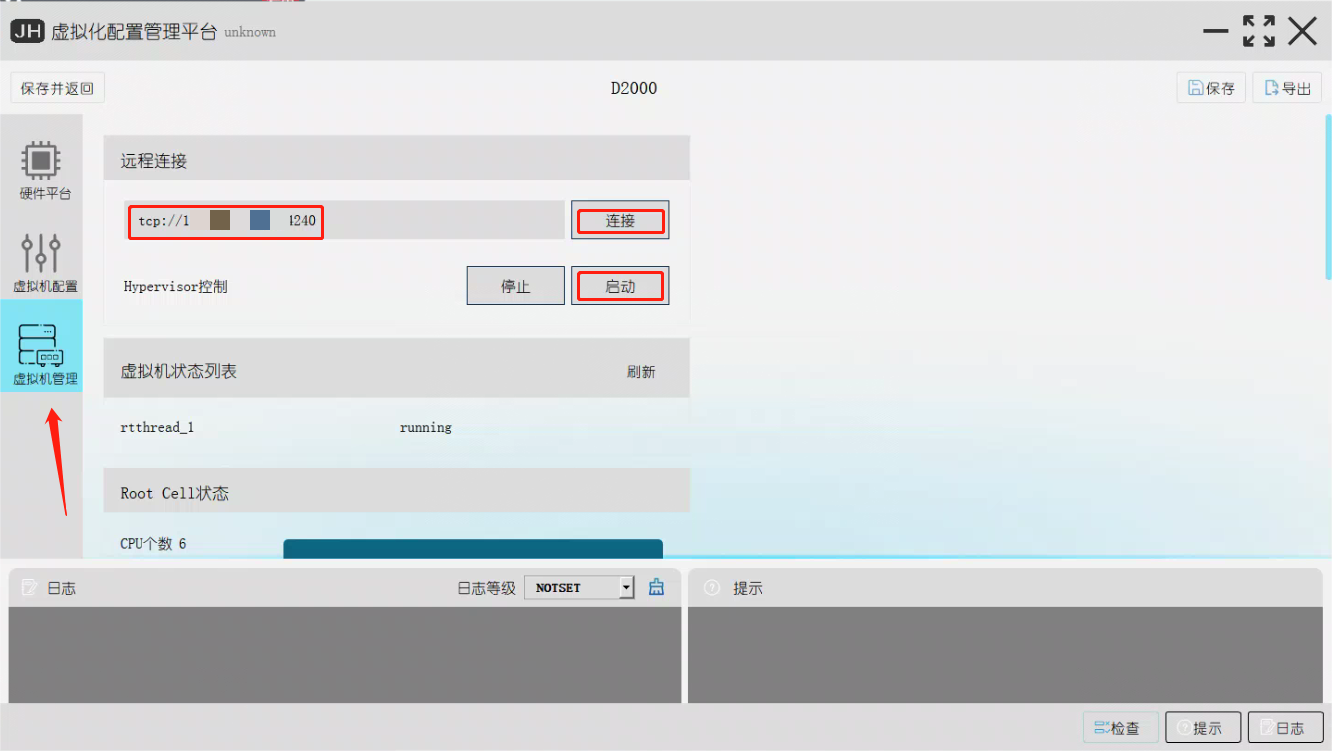 JH 虚拟化配置管理平台 unknown
保存并返回 D2000 保存 导出
硬件平台
虚拟机配置
虚拟机管理
远程连接
tcp://1 4240 连接
Hypervisor控制 停止 启动
虚拟机状态列表 刷新
rtthread_1 running
Root Cell状态
CPU个数 6
日志 日志等级 NOTSET
提示
检查 提示 日志